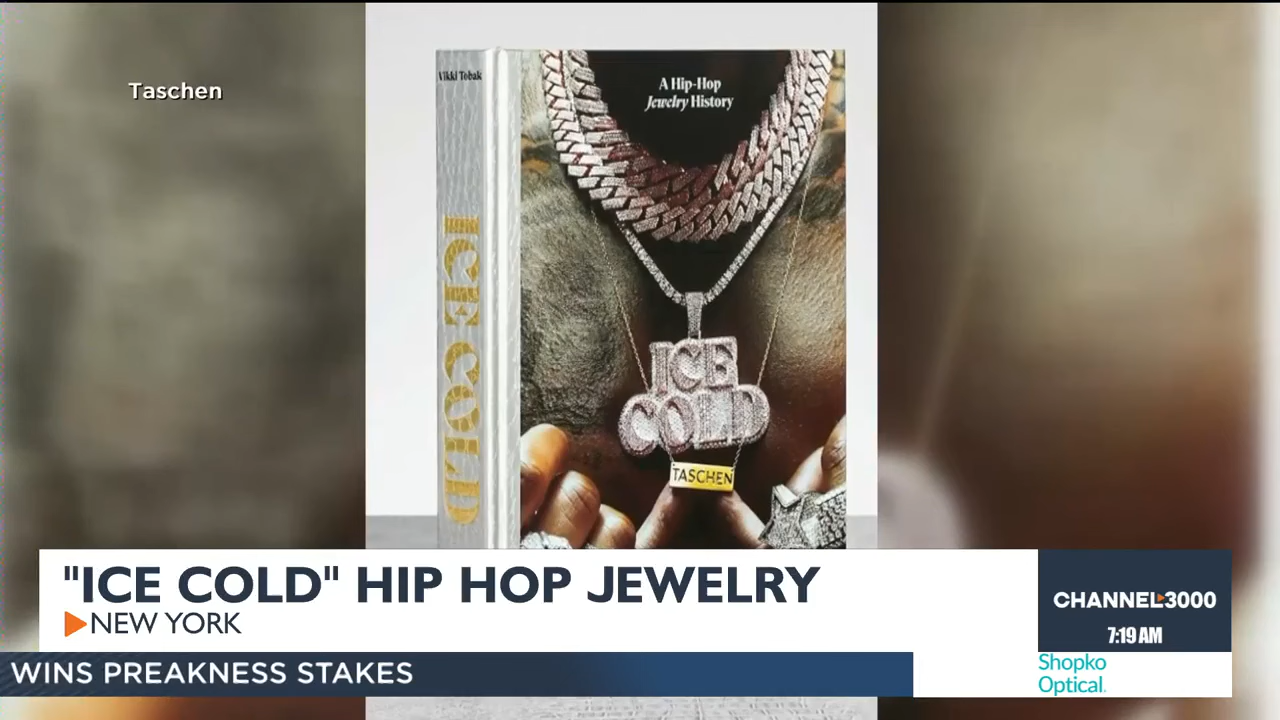 Taschen
Vikki Tobak
A Hip-Hop
Jewelry History
ICE COLD
ICE
COLD
TASCHEN
"ICE COLD" HIP HOP JEWELRY
NEW YORK
CHANNEL3000
7:19 AM
WINS PREAKNESS STAKES
Shopko
Optical.